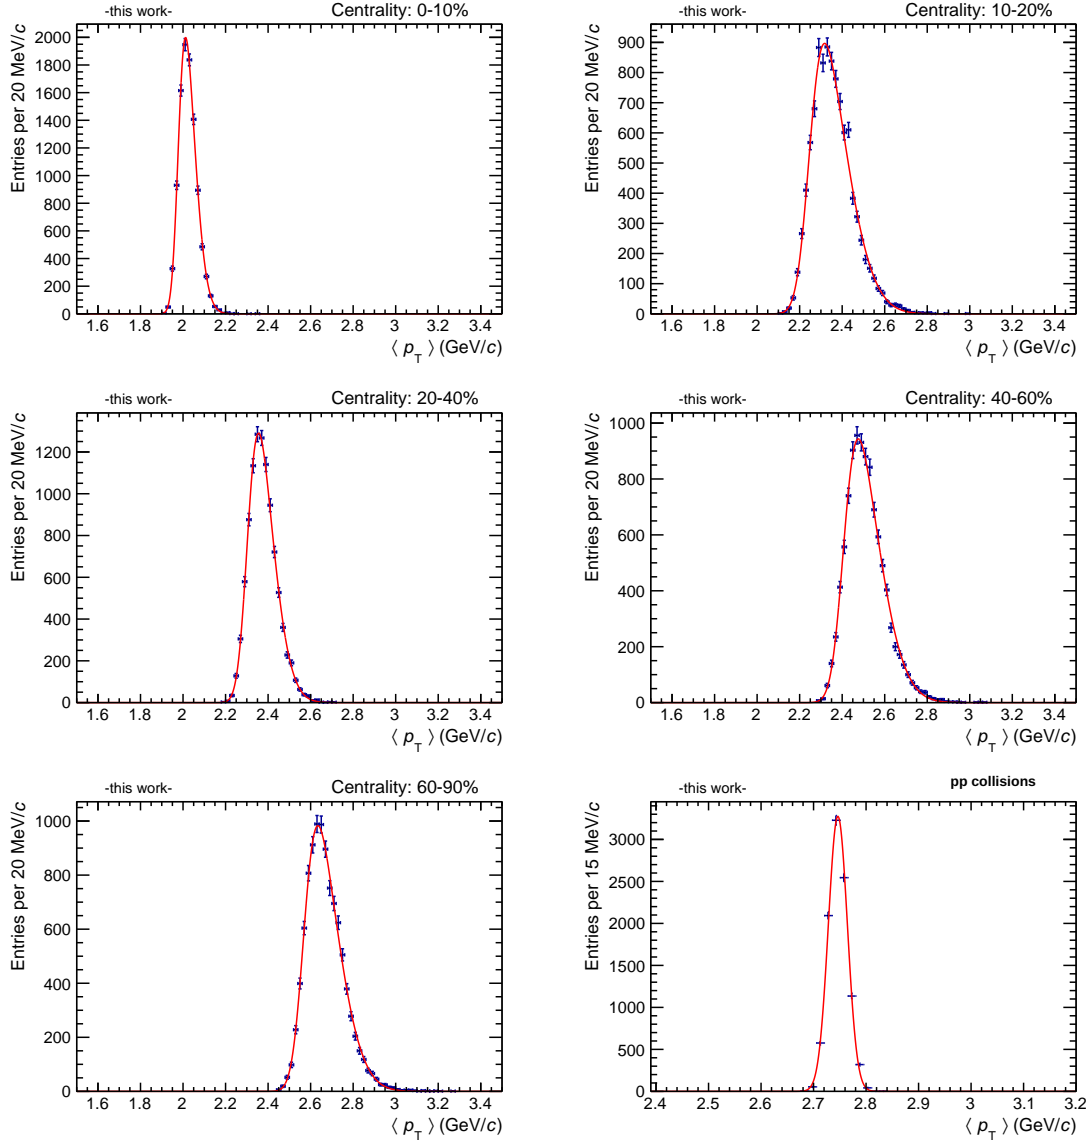 -this work- Centrality: 0-10%
Entries per 20 MeV/c
2000
1800
1600
1400
1200
1000
800
600
400
200
0
1.6 1.8 2 2.2 2.4 2.6 2.8 3 3.2 3.4
⟨ p_T ⟩ (GeV/c)
-this work- Centrality: 10-20%
Entries per 20 MeV/c
900
800
700
600
500
400
300
200
100
0
1.6 1.8 2 2.2 2.4 2.6 2.8 3 3.2 3.4
⟨ p_T ⟩ (GeV/c)
-this work- Centrality: 20-40%
Entries per 20 MeV/c
1200
1000
800
600
400
200
0
1.6 1.8 2 2.2 2.4 2.6 2.8 3 3.2 3.4
⟨ p_T ⟩ (GeV/c)
-this work- Centrality: 40-60%
Entries per 20 MeV/c
1000
800
600
400
200
0
1.6 1.8 2 2.2 2.4 2.6 2.8 3 3.2 3.4
⟨ p_T ⟩ (GeV/c)
-this work- Centrality: 60-90%
Entries per 20 MeV/c
1000
800
600
400
200
0
1.6 1.8 2 2.2 2.4 2.6 2.8 3 3.2 3.4
⟨ p_T ⟩ (GeV/c)
-this work- pp collisions
Entries per 15 MeV/c
3000
2500
2000
1500
1000
500
0
2.4 2.5 2.6 2.7 2.8 2.9 3 3.1 3.2
⟨ p_T ⟩ (GeV/c)